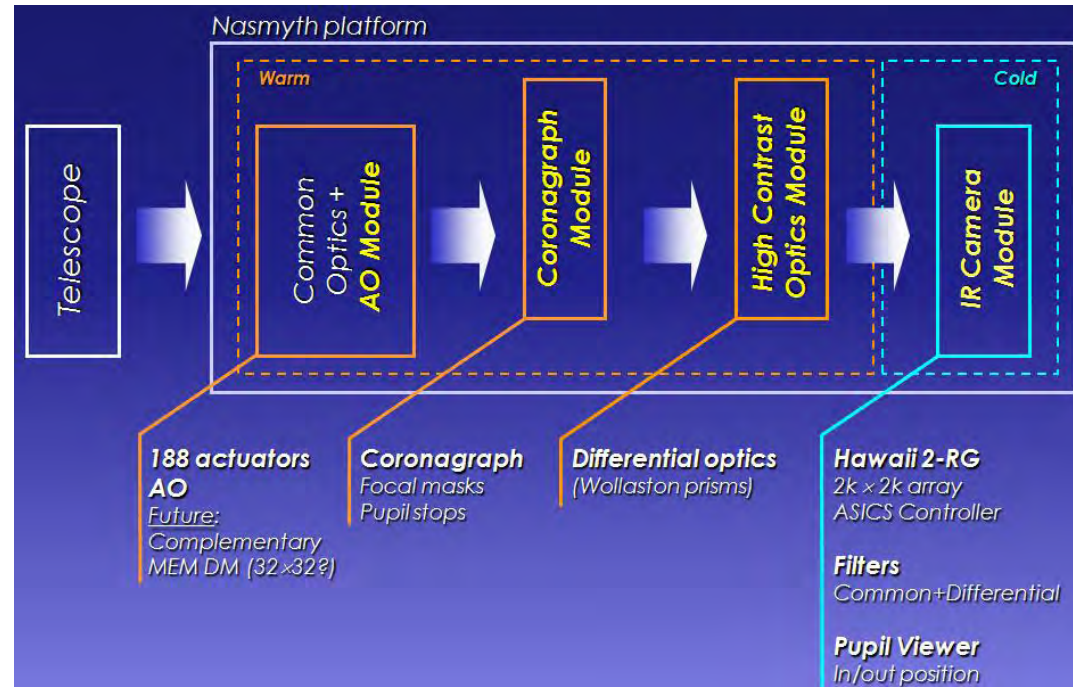 Nasmyth platform
Warm
Cold
Telescope
Common
Optics +
AO Module
Coronagraph
Module
High Contrast
Optics Module
IR Camera
Module
188 actuators
AO
Future:
Complementary
MEM DM (32×32?)
Coronagraph
Focal masks
Pupil stops
Differential optics
(Wollaston prisms)
Hawaii 2-RG
2k × 2k array
ASICS Controller
Filters
Common+Differential
Pupil Viewer
In/out position